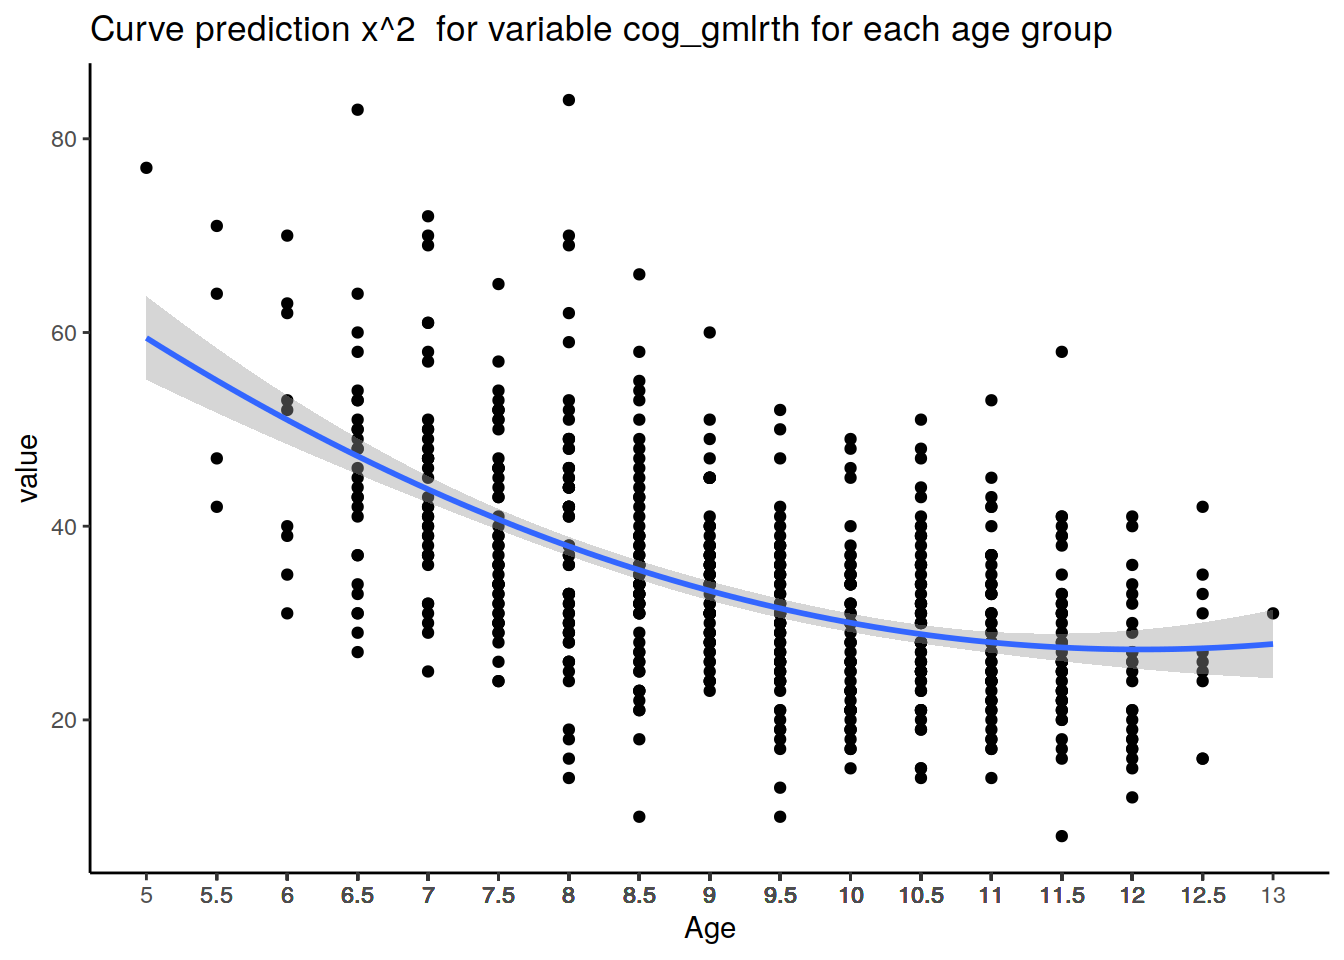 Curve prediction x^2  for variable cog_gmlrth for each age group
80
60
40
20
value
5 5.5 6 6.5 7 7.5 8 8.5 9 9.5 10 10.5 11 11.5 12 12.5 13
Age